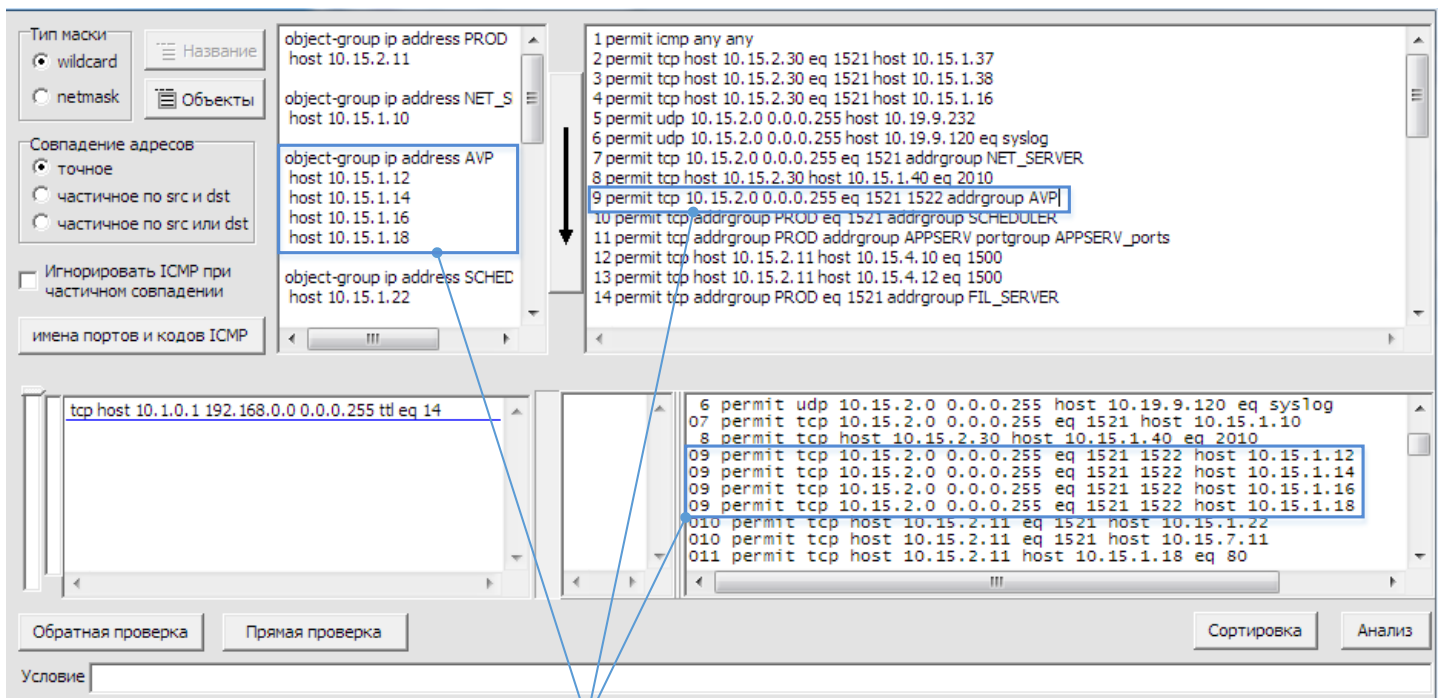 Тип маски
wildcard
netmask
Название
Объекты
Совпадение адресов
точное
частичное по src и dst
частичное по src или dst
Игнорировать ICMP при
частичном совпадении
имена портов и кодов ICMP
object-group ip address PROD
host 10.15.2.11
object-group ip address NET_S
host 10.15.1.10
object-group ip address AVP
host 10.15.1.12
host 10.15.1.14
host 10.15.1.16
host 10.15.1.18
object-group ip address SCHED
host 10.15.1.22
1 permit icmp any any
2 permit tcp host 10.15.2.30 eq 1521 host 10.15.1.37
3 permit tcp host 10.15.2.30 eq 1521 host 10.15.1.38
4 permit tcp host 10.15.2.30 eq 1521 host 10.15.1.16
5 permit udp 10.15.2.0 0.0.0.255 host 10.19.9.232
6 permit udp 10.15.2.0 0.0.0.255 host 10.19.9.120 eq syslog
7 permit tcp 10.15.2.0 0.0.0.255 eq 1521 addrgroup NET_SERVER
8 permit tcp host 10.15.2.30 host 10.15.1.40 eq 2010
9 permit tcp 10.15.2.0 0.0.0.255 eq 1521 1522 addrgroup AVP
10 permit tcp addrgroup PROD eq 1521 addrgroup SCHEDULER
11 permit tcp addrgroup PROD addrgroup APPSERV portgroup APPSERV_ports
12 permit tcp host 10.15.2.11 host 10.15.4.10 eq 1500
13 permit tcp host 10.15.2.11 host 10.15.4.12 eq 1500
14 permit tcp addrgroup PROD eq 1521 addrgroup FIL_SERVER
tcp host 10.1.0.1 192.168.0.0 0.0.0.255 ttl eq 14
6 permit udp 10.15.2.0 0.0.0.255 host 10.19.9.120 eq syslog
07 permit tcp 10.15.2.0 0.0.0.255 eq 1521 host 10.15.1.10
8 permit tcp host 10.15.2.30 host 10.15.1.40 eq 2010
09 permit tcp 10.15.2.0 0.0.0.255 eq 1521 1522 host 10.15.1.12
09 permit tcp 10.15.2.0 0.0.0.255 eq 1521 1522 host 10.15.1.14
09 permit tcp 10.15.2.0 0.0.0.255 eq 1521 1522 host 10.15.1.16
09 permit tcp 10.15.2.0 0.0.0.255 eq 1521 1522 host 10.15.1.18
010 permit tcp host 10.15.2.11 eq 1521 host 10.15.1.22
010 permit tcp host 10.15.2.11 eq 1521 host 10.15.7.11
011 permit tcp host 10.15.2.11 host 10.15.1.18 eq 80
Обратная проверка
Прямая проверка
Сортировка
Анализ
Условие